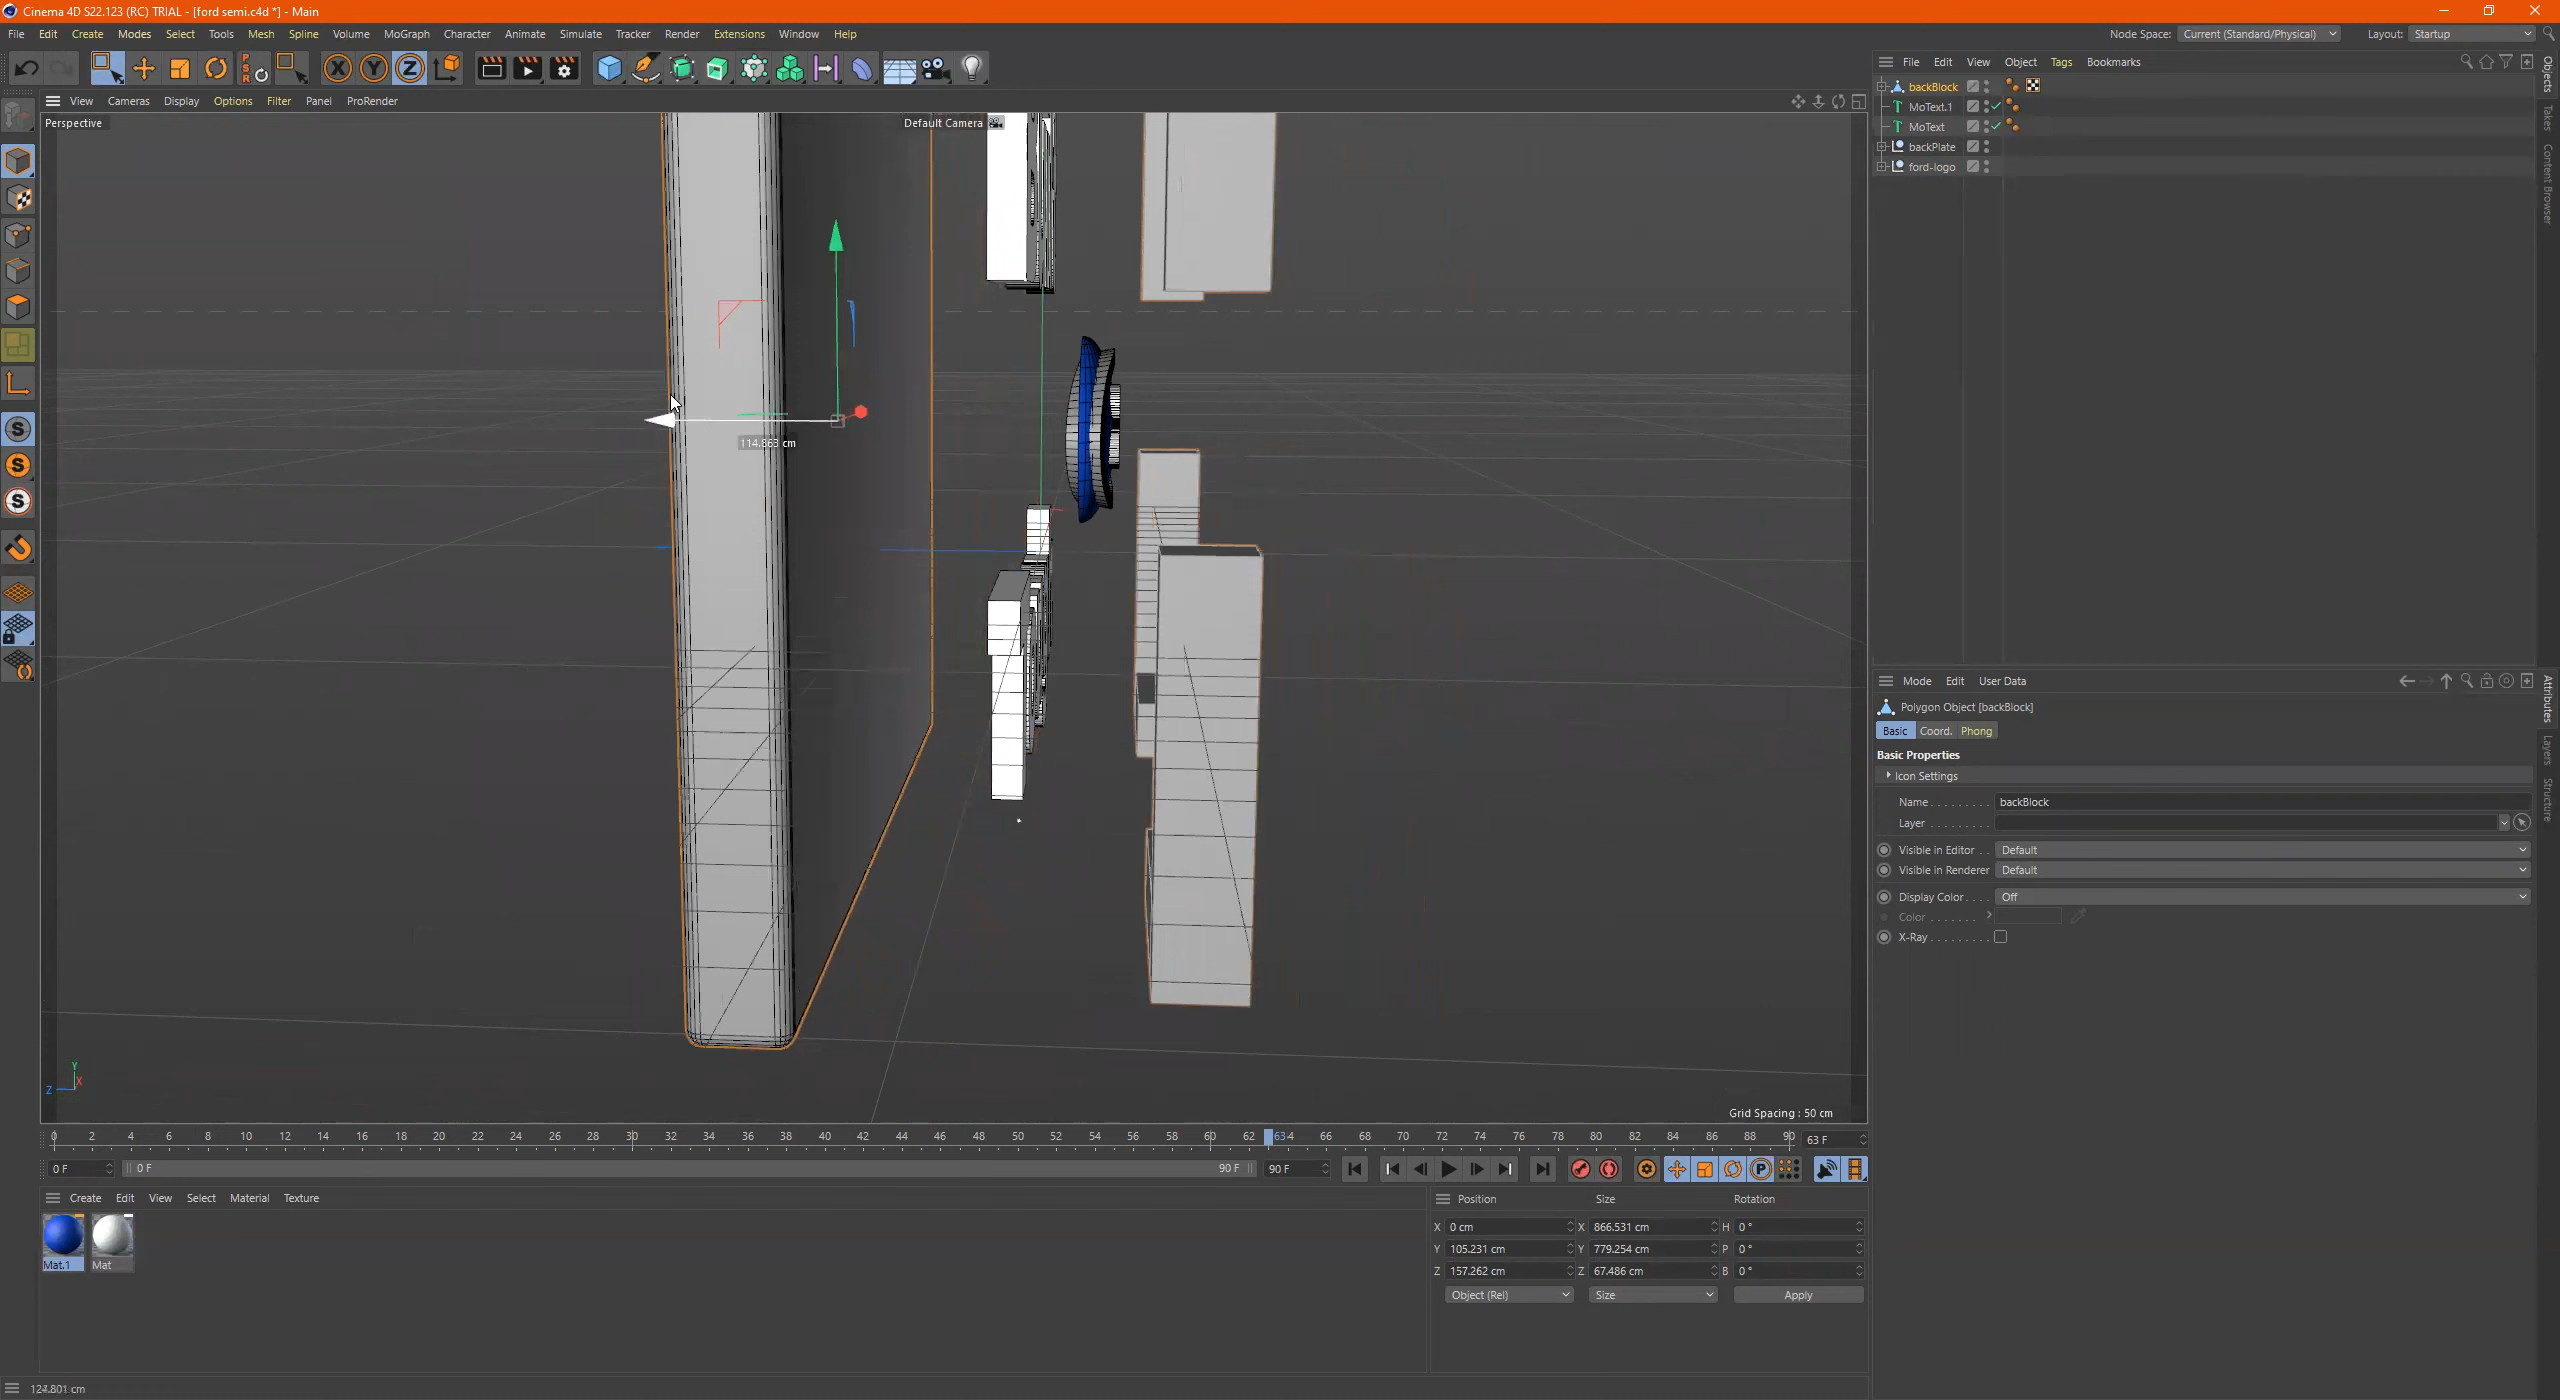 Cinema 4D S22.123 (RC) TRIAL - [ford semi.c4d *] - Main
File Edit Create Modes Select Tools Mesh Spline Volume MoGraph Character Animate Simulate Tracker Render Extensions Window Help
Node Space: Current (Standard/Physical) Layout: Startup
View Cameras Display Options Filter Panel ProRender
Perspective
Default Camera
114.863 cm
Grid Spacing : 50 cm
Y
X
Z
File Edit View Object Tags Bookmarks
backBlock
MoText.1
MoText
backPlate
ford-logo
Objects
Takes
Content Browser
Mode Edit User Data
Polygon Object [backBlock]
Basic Coord. Phong
Basic Properties
Icon Settings
Name . . . . . . . . . backBlock
Layer . . . . . . . . .
Visible in Editor . . Default
Visible in Renderer Default
Display Color . . . . Off
Color . . . . . . .
X-Ray . . . . . . . . .
Attributes
Layers
Structure
0 2 4 6 8 10 12 14 16 18 20 22 24 26 28 30 32 34 36 38 40 42 44 46 48 50 52 54 56 58 60 62 634 66 68 70 72 74 76 78 80 82 84 86 88 90 63 F
0 F 0 F 90 F 90 F
Create Edit View Select Material Texture
Mat.1 Mat
Position Size Rotation
X 0 cm X 866.531 cm H 0 °
Y 105.231 cm Y 779.254 cm P 0 °
Z 157.262 cm Z 67.486 cm B 0 °
Object (Rel) Size Apply